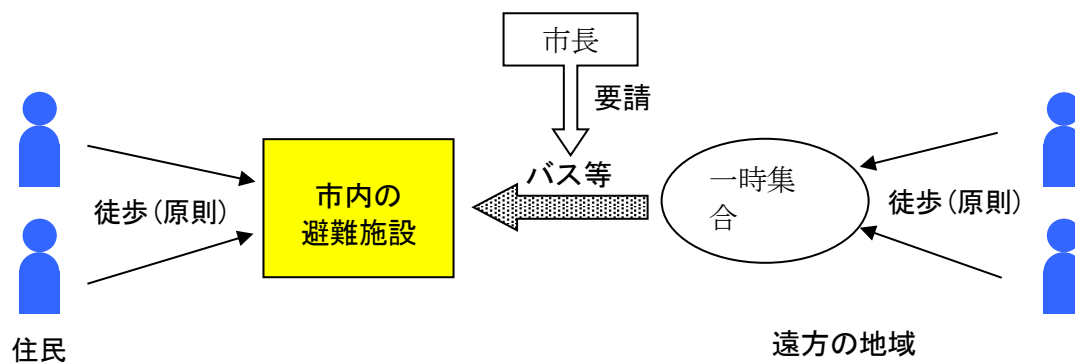 市長
要請
バス等
市内の
避難施設
一時集
合
徒歩(原則)
徒歩(原則)
住民
遠方の地域